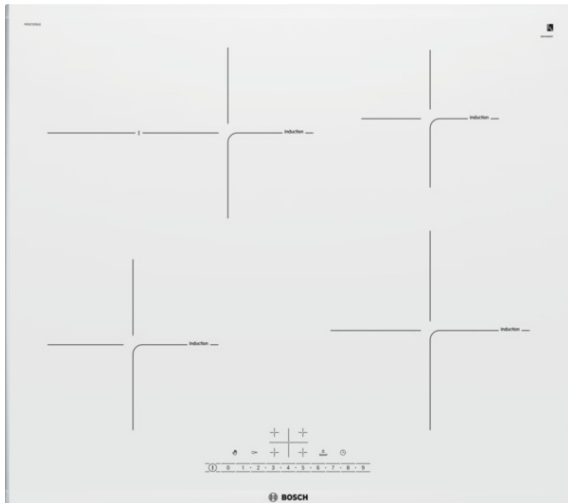 Induction
Induction
Induction
Induction
0 1 · 2 · 3 · 4 · 5 · 6 · 7 · 8 · 9
BOSCH